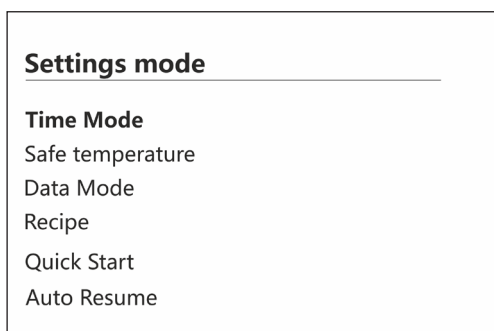 Settings mode
Time Mode
Safe temperature
Data Mode
Recipe
Quick Start
Auto Resume